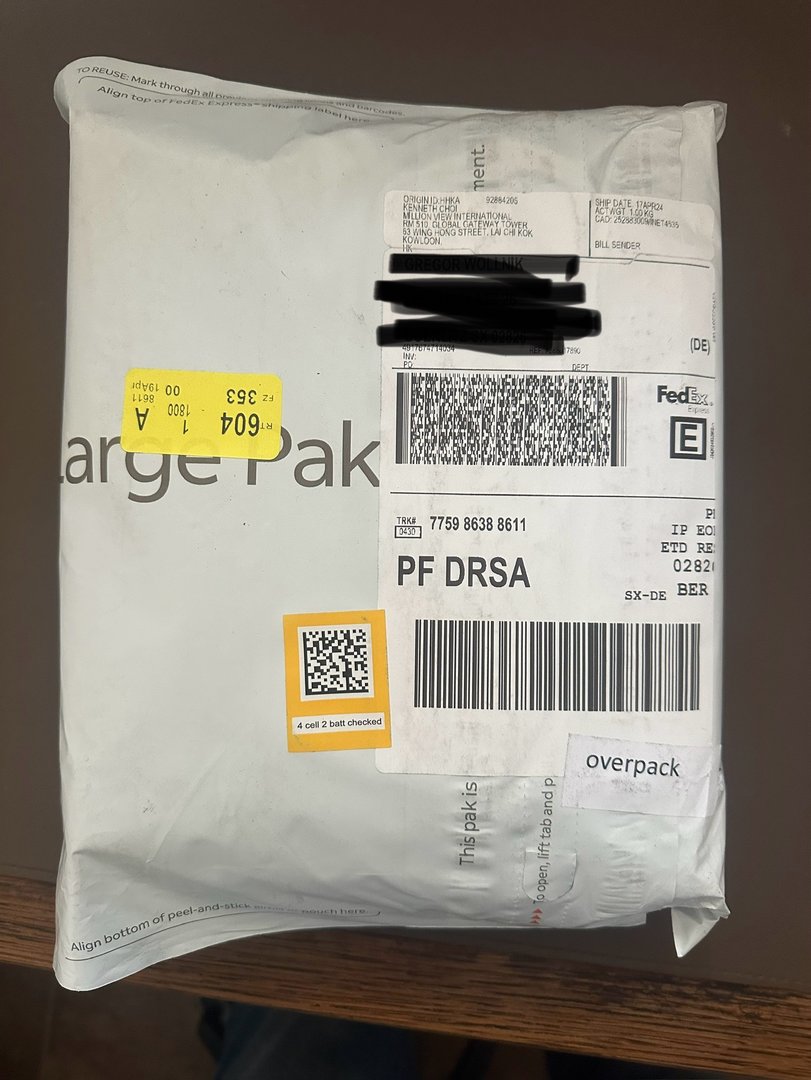 TO REUSE: Mark through all barcodes.
Align top of FedEx Express shipping label here.
ment.
ORIGIN ID:HHKA 92884205
KENNETH CHOI
MILLION VIEW INTERNATIONAL
RM 510, GLOBAL GATEWAY TOWER
63 WING HONG STREET, LAI CHI KOK
KOWLOON,
HK
SHIP DATE: 17APR24
ACTWGT: 1.00 KG
BILL SENDER
INV:
PO:
DEPT:
(DE)
FedEx
Express
E
TRK# 7759 8638 8611
0430
IP EO
ETD RE
0282
PF DRSA
SX-DE BER
RT 604 1 A
1800
FZ 353 00 8611
19Apr
arge Pak
4 cell 2 batt checked
overpack
This pak is
To open, lift tab and p
Align bottom of peel-and-stick pouch here.